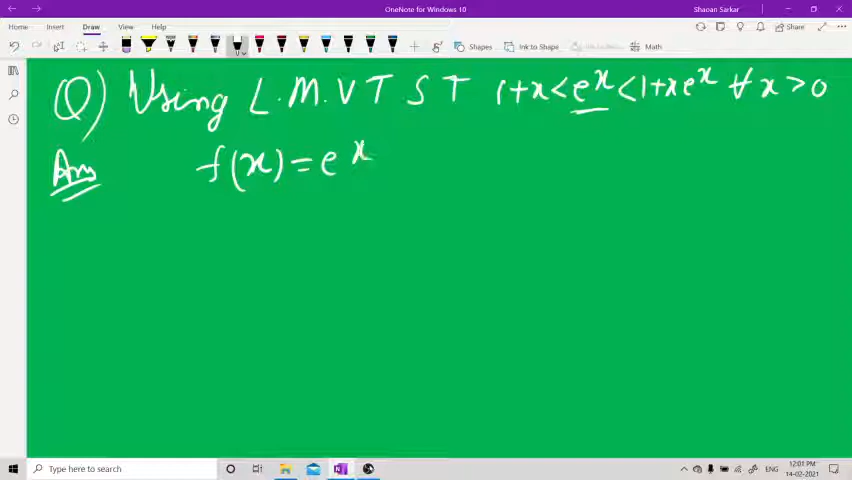 OneNote for Windows 10
Shaoan Sarkar
Home Insert Draw View Help
Share
Shapes Ink to Shape Math
Q) Using L.M.V T S T 1+x<e^x<1+xe^x ∀ x>0
Ans f(x)=e^x
Type here to search
ENG
12:01 PM
14-02-2021